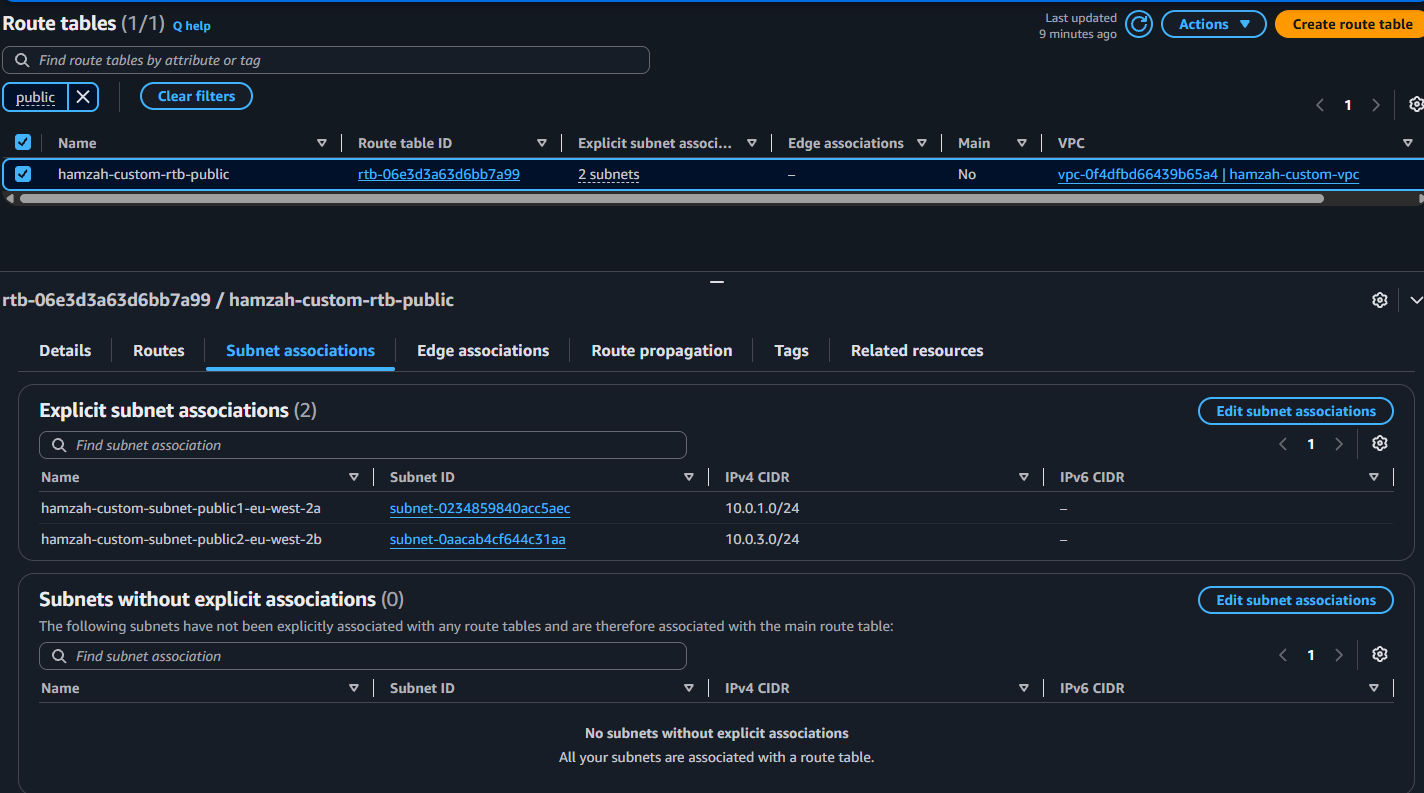 Route tables (1/1) Q help
Last updated
9 minutes ago
Actions
Create route table
Find route tables by attribute or tag
public
Clear filters
1
Name Route table ID Explicit subnet associ... Edge associations Main VPC
hamzah-custom-rtb-public rtb-06e3d3a63d6bb7a99 2 subnets – No vpc-0f4dfbd66439b65a4 | hamzah-custom-vpc
rtb-06e3d3a63d6bb7a99 / hamzah-custom-rtb-public
Details Routes Subnet associations Edge associations Route propagation Tags Related resources
Explicit subnet associations (2)
Edit subnet associations
Find subnet association
1
Name Subnet ID IPv4 CIDR IPv6 CIDR
hamzah-custom-subnet-public1-eu-west-2a subnet-0234859840acc5aec 10.0.1.0/24 –
hamzah-custom-subnet-public2-eu-west-2b subnet-0aacab4cf644c31aa 10.0.3.0/24 –
Subnets without explicit associations (0)
Edit subnet associations
The following subnets have not been explicitly associated with any route tables and are therefore associated with the main route table:
Find subnet association
1
Name Subnet ID IPv4 CIDR IPv6 CIDR
No subnets without explicit associations
All your subnets are associated with a route table.